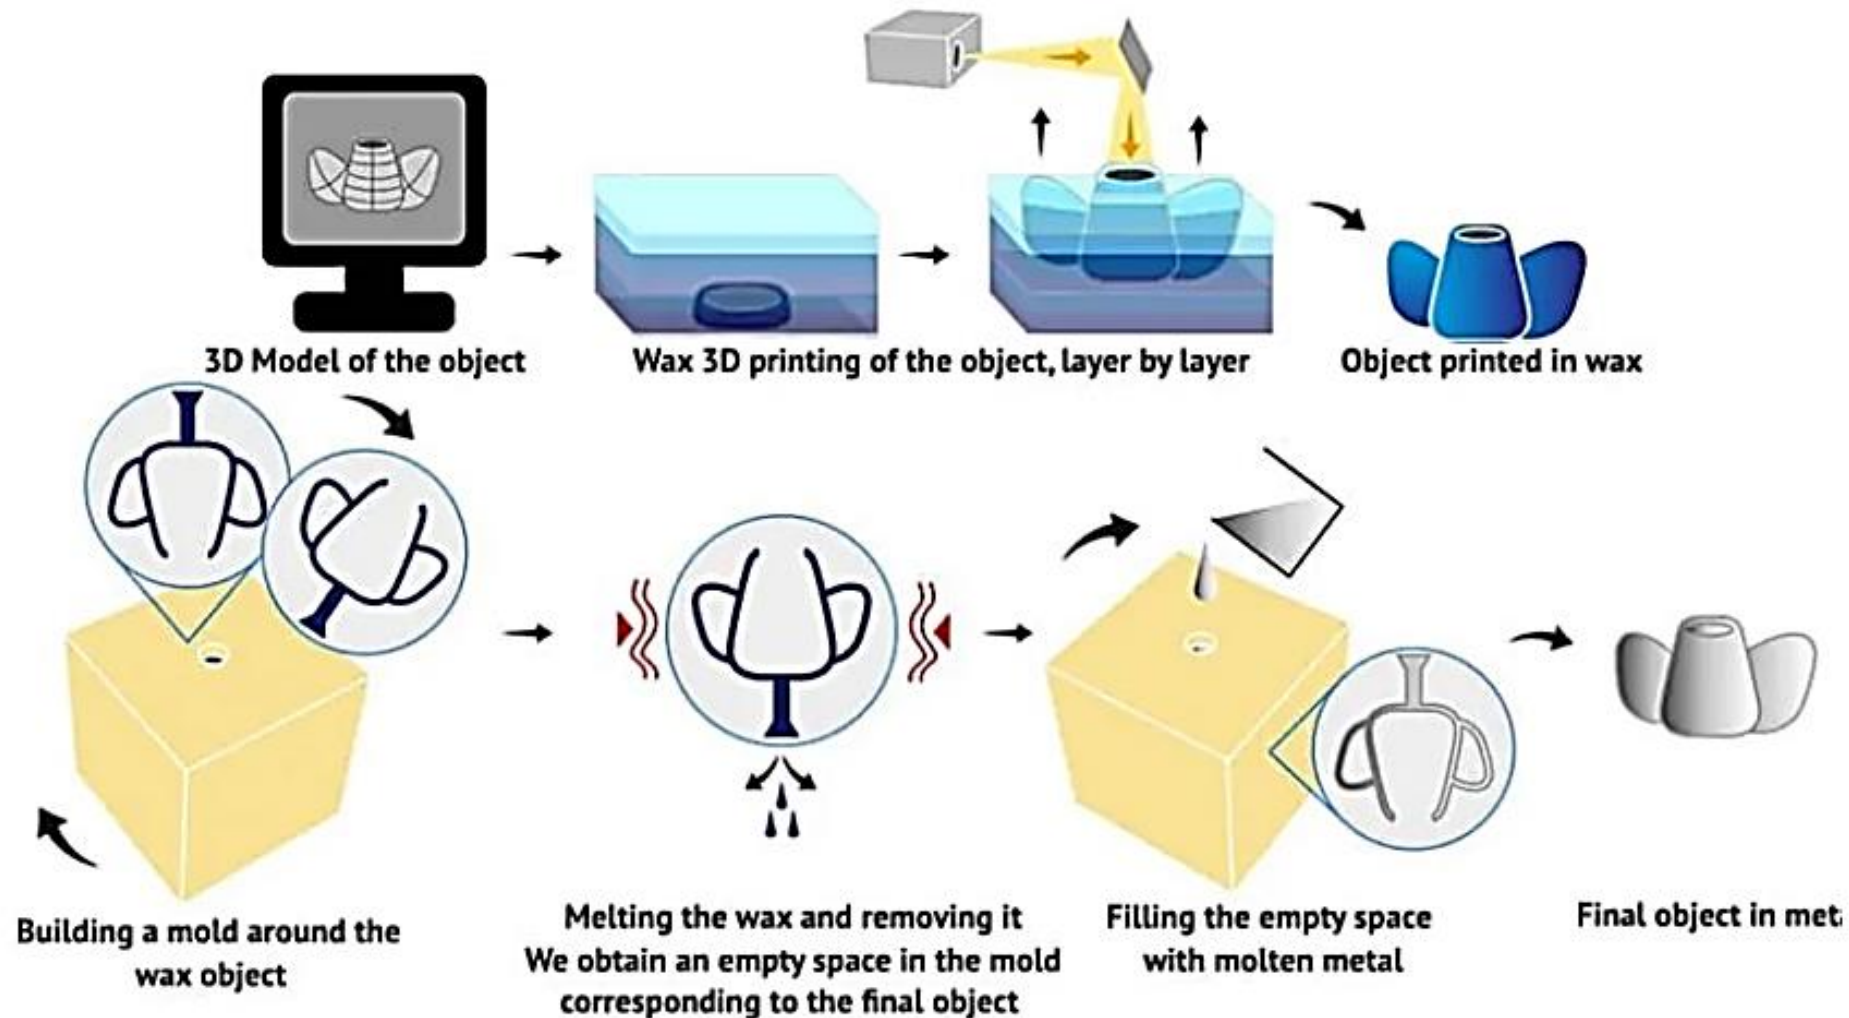 3D Model of the object
Wax 3D printing of the object, layer by layer
Object printed in wax
Building a mold around the
wax object
Melting the wax and removing it
We obtain an empty space in the mold
corresponding to the final object
Filling the empty space
with molten metal
Final object in